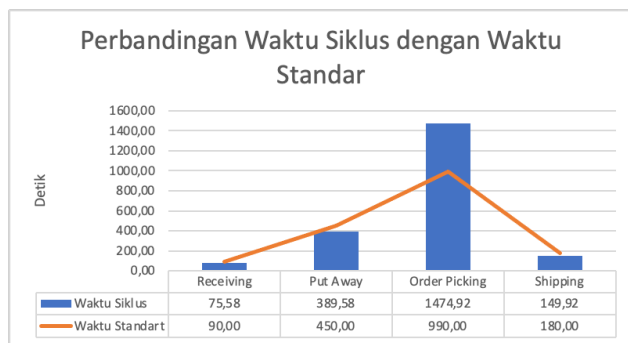 Perbandingan Waktu Siklus dengan Waktu
Standar
1600,00
1400,00
1200,00
1000,00
800,00
600,00
400,00
200,00
0,00
Detik
Receiving Put Away Order Picking Shipping
Waktu Siklus 75,58 389,58 1474,92 149,92
Waktu Standart 90,00 450,00 990,00 180,00